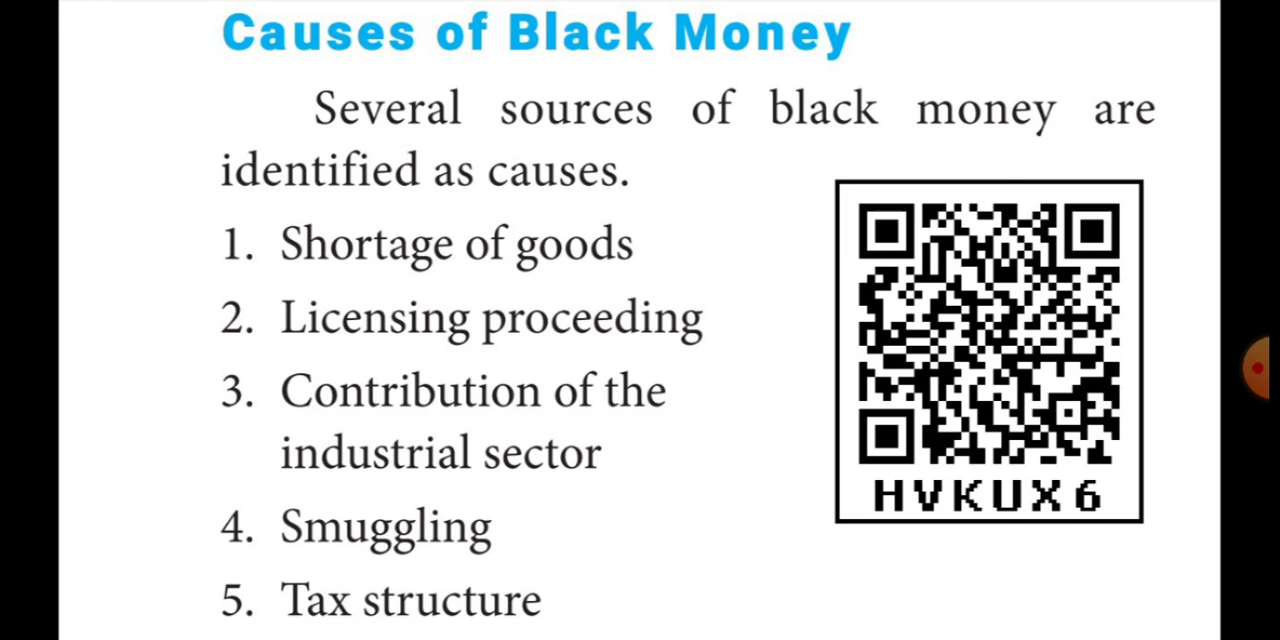 Causes of Black Money
Several sources of black money are
identified as causes.
1. Shortage of goods
2. Licensing proceeding
3. Contribution of the
industrial sector
HVKUX6
4. Smuggling
5. Tax structure